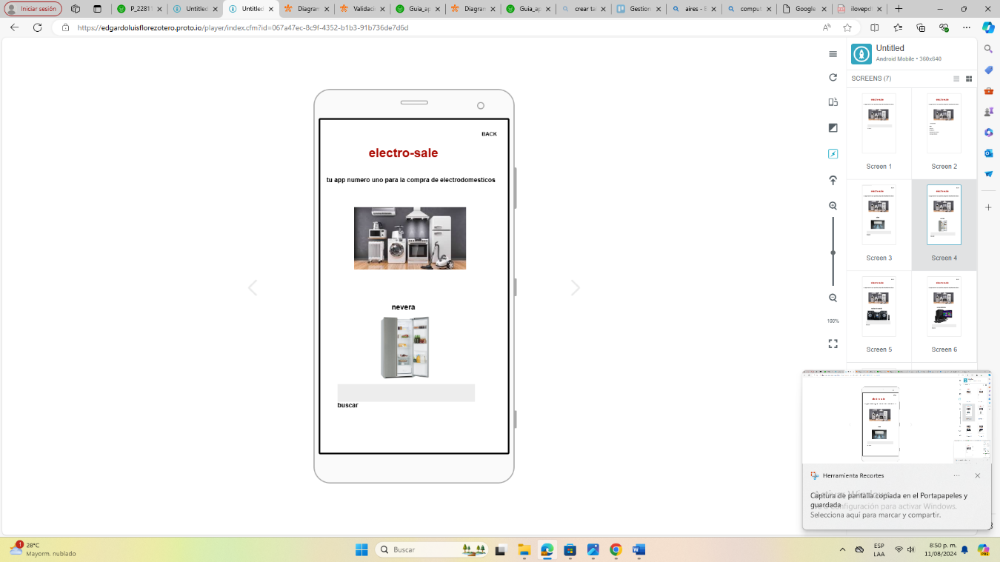 Iniciar sesión
P_2281
Untitled
Untitled
Diagram
Validad
Guia_ap
Diagram
Guia_a
crear ta
Gestion
aires - E
comput
Google
ilovepd
https://edgardoluisflorezotero.proto.io/player/index.cfm?id=067a47ec-8c9f-4352-b1b3-91b736de7d6d
Untitled
Android Mobile • 360x640
SCREENS (7)
Screen 1
Screen 2
Screen 3
Screen 4
Screen 5
Screen 6
100%
BACK
electro-sale
tu app numero uno para la compra de electrodomesticos
nevera
buscar
Herramienta Recortes
Captura de pantalla copiada en el Portapapeles y
guardada
Selecciona aquí para marcar y compartir.
Activar Windows
configuración para activar Windows.
1
28°C
Mayorm. nublado
Buscar
ESP
LAA
8:50 p. m.
11/08/2024
PRE